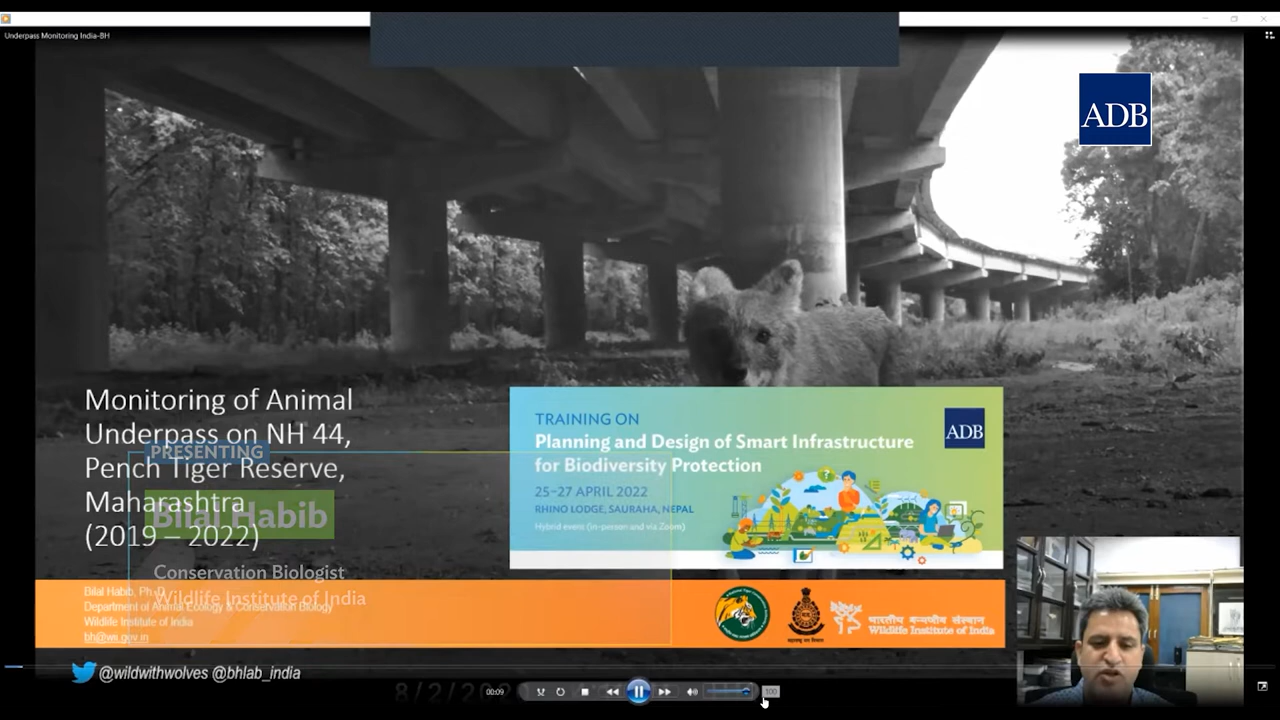 Underpass Monitoring India-BH
ADB
Monitoring of Animal
Underpass on NH 44,
Pench Tiger Reserve,
Maharashtra
(2019 – 2022)
PRESENTING
Bilal Habib
Conservation Biologist
Wildlife Institute of India
TRAINING ON
Planning and Design of Smart Infrastructure
for Biodiversity Protection
25–27 APRIL 2022
RHINO LODGE, SAURAHA, NEPAL
Hybrid event (in-person and via Zoom)
ADB
Bilal Habib, Ph.D.
Department of Animal Ecology & Conservation Biology
Wildlife Institute of India
bh@wii.gov.in
भारतीय वन्यजीव संस्थान
Wildlife Institute of India
@wildwithwolves @bhlab_india
00:09
100